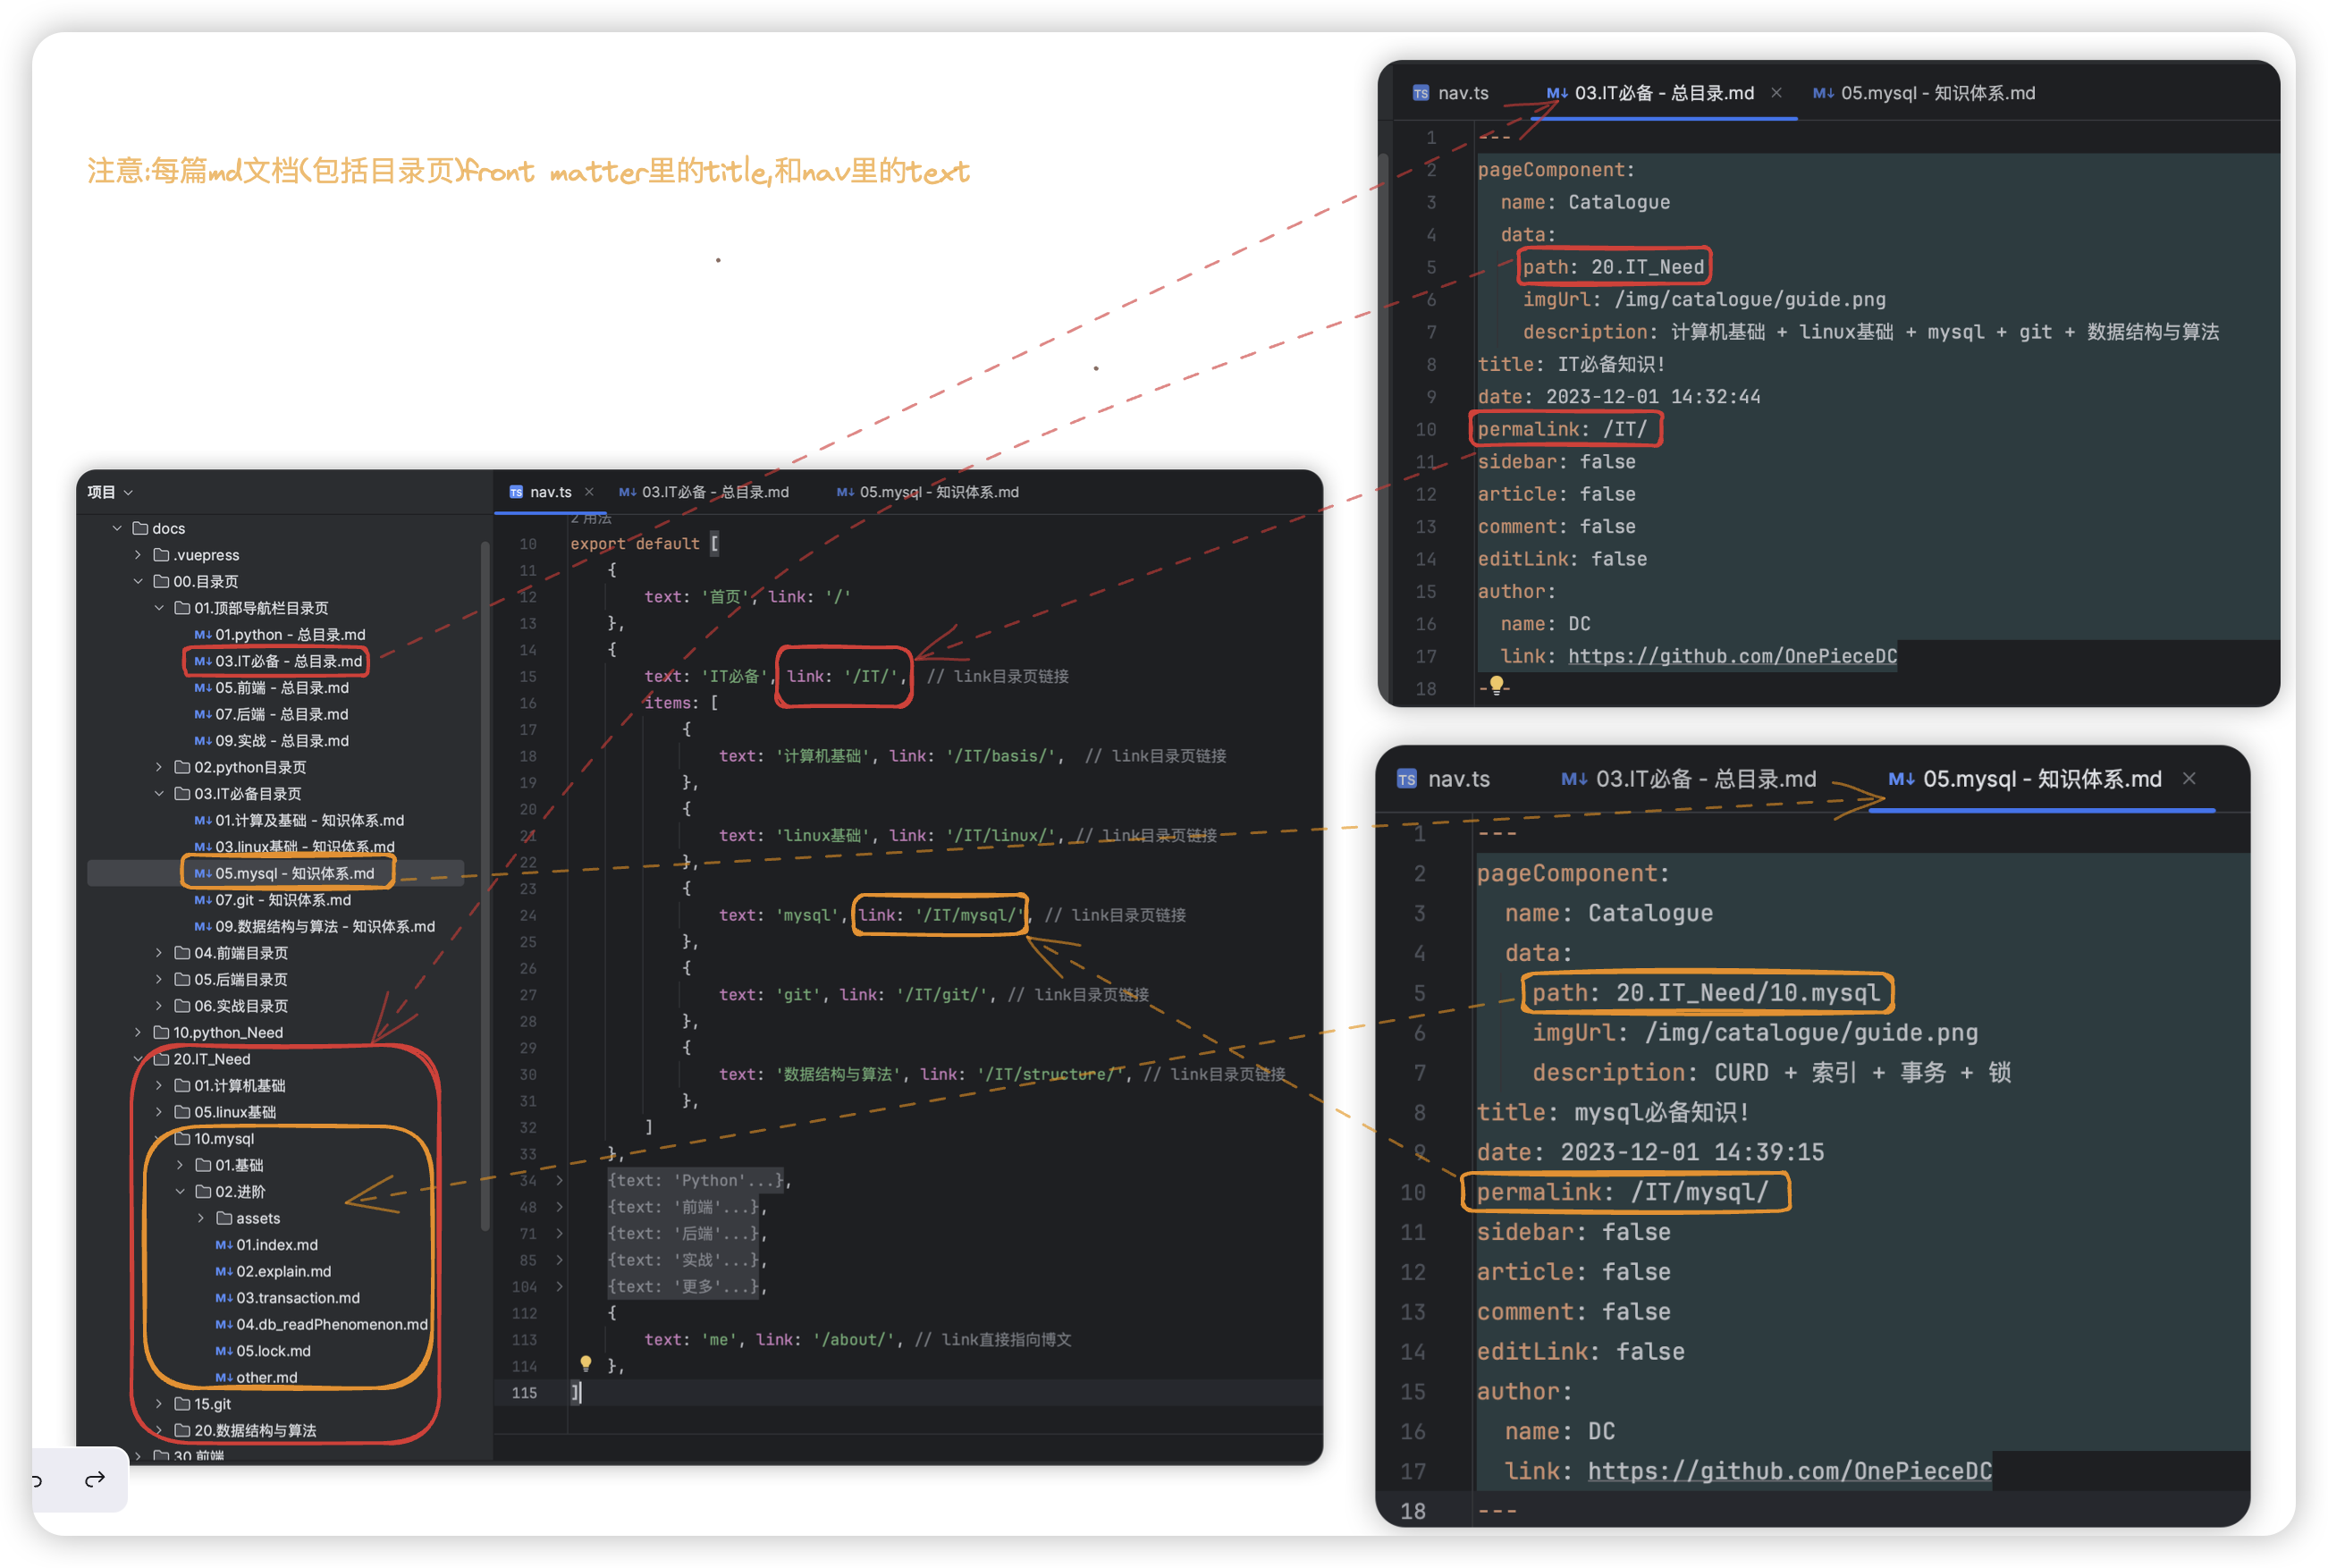 注意:每篇md文档(包括目录页)front matter里的title,和nav里的text
项目
docs
.vuepress
00.目录页
01.顶部导航栏目录页
01.python - 总目录.md
03.IT必备 - 总目录.md
05.前端 - 总目录.md
07.后端 - 总目录.md
09.实战 - 总目录.md
02.python目录页
03.IT必备目录页
01.计算及基础 - 知识体系.md
03.linux基础 - 知识体系.md
05.mysql - 知识体系.md
07.git - 知识体系.md
09.数据结构与算法 - 知识体系.md
04.前端目录页
05.后端目录页
06.实战目录页
10.python_Need
20.IT_Need
01.计算机基础
05.linux基础
10.mysql
01.基础
02.进阶
assets
01.index.md
02.explain.md
03.transaction.md
04.db_readPhenomenon.md
05.lock.md
other.md
15.git
20.数据结构与算法
30.前端
TS nav.ts
M↓ 03.IT必备 - 总目录.md
M↓ 05.mysql - 知识体系.md
2 用法
10 export default [
11 {
12 text: '首页', link: '/'
13 },
14 {
15 text: 'IT必备', link: '/IT/', // link目录页链接
16 items: [
17 {
18 text: '计算机基础', link: '/IT/basis/', // link目录页链接
19 },
20 {
21 text: 'linux基础', link: '/IT/linux/', // link目录页链接
22 },
23 {
24 text: 'mysql', link: '/IT/mysql/', // link目录页链接
25 },
26 {
27 text: 'git', link: '/IT/git/', // link目录页链接
28 },
29 {
30 text: '数据结构与算法', link: '/IT/structure/', // link目录页链接
31 },
32 ]
33 },
34 {text: 'Python'...},
48 {text: '前端'...},
71 {text: '后端'...},
85 {text: '实战'...},
104 {text: '更多'...},
112 {
113 text: 'me', link: '/about/', // link直接指向博文
114 },
115 ]
TS nav.ts
M↓ 03.IT必备 - 总目录.md
M↓ 05.mysql - 知识体系.md
1 ---
2 pageComponent:
3 name: Catalogue
4 data:
5 path: 20.IT_Need
6 imgUrl: /img/catalogue/guide.png
7 description: 计算机基础 + linux基础 + mysql + git + 数据结构与算法
8 title: IT必备知识!
9 date: 2023-12-01 14:32:44
10 permalink: /IT/
11 sidebar: false
12 article: false
13 comment: false
14 editLink: false
15 author:
16 name: DC
17 link: https://github.com/OnePieceDC
18 ---
TS nav.ts
M↓ 03.IT必备 - 总目录.md
M↓ 05.mysql - 知识体系.md
1 ---
2 pageComponent:
3 name: Catalogue
4 data:
5 path: 20.IT_Need/10.mysql
6 imgUrl: /img/catalogue/guide.png
7 description: CURD + 索引 + 事务 + 锁
8 title: mysql必备知识!
9 date: 2023-12-01 14:39:15
10 permalink: /IT/mysql/
11 sidebar: false
12 article: false
13 comment: false
14 editLink: false
15 author:
16 name: DC
17 link: https://github.com/OnePieceDC
18 ---